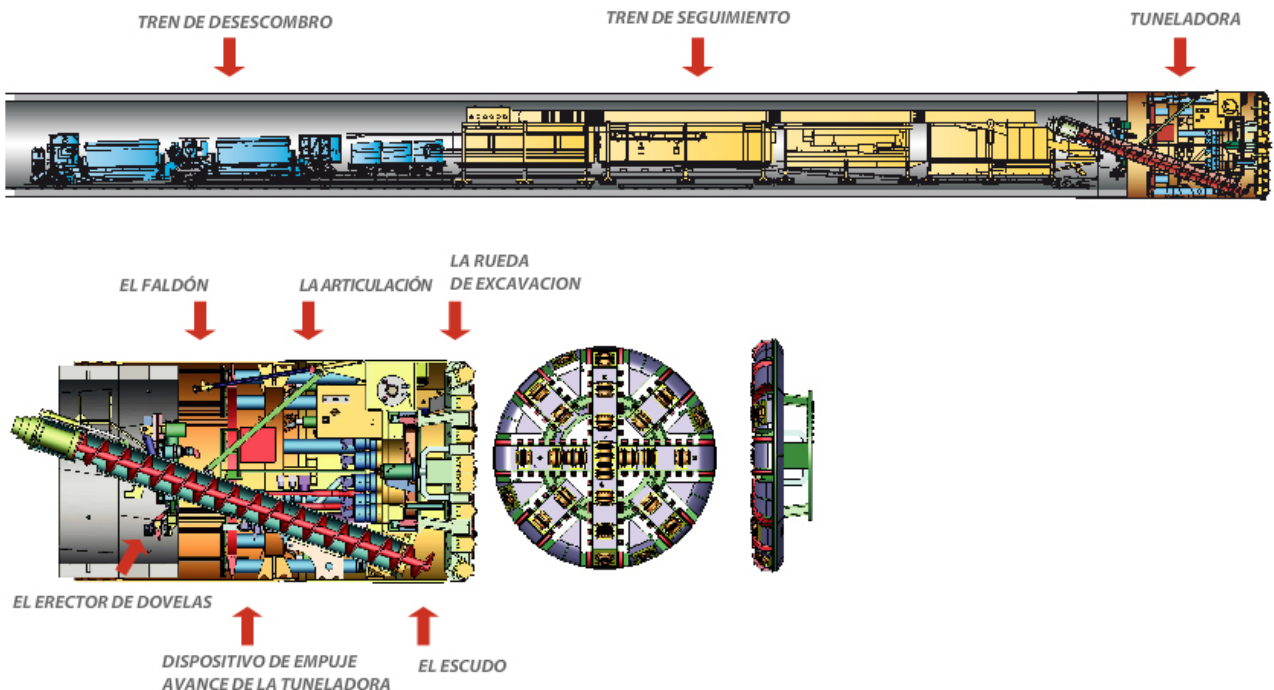 TREN DE DESESCOMBRO
TREN DE SEGUIMIENTO
TUNELADORA
EL FALDÓN
LA ARTICULACIÓN
LA RUEDA
DE EXCAVACION
EL ERECTOR DE DOVELAS
DISPOSITIVO DE EMPUJE
AVANCE DE LA TUNELADORA
EL ESCUDO